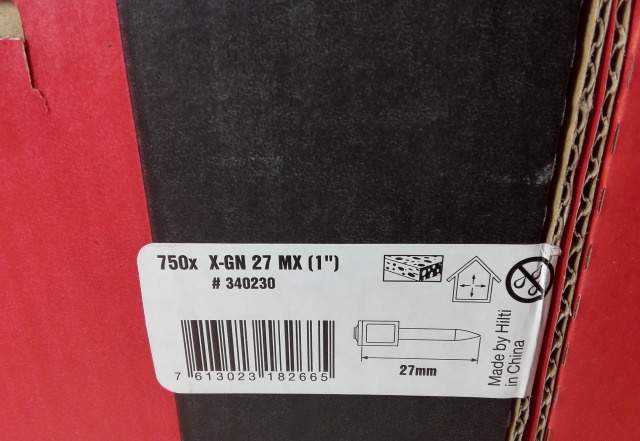 750x X-GN 27 MX (1")
# 340230
7 613023 182665
27mm
Made by Hilti
in China